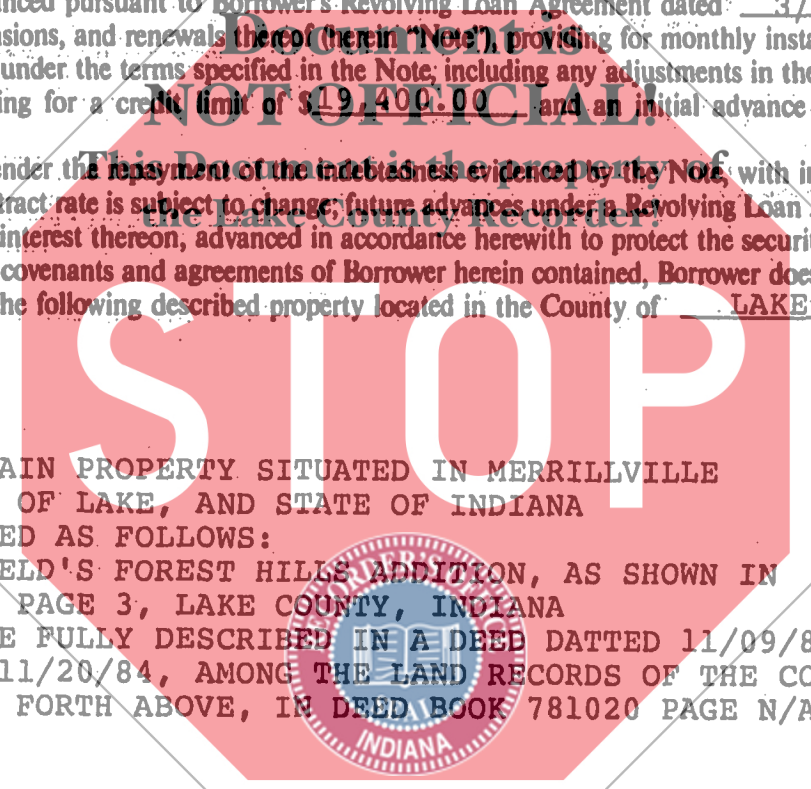 anced pursuant to Borrower's Revolving Loan Agreement dated 3/
nsions, and renewals thereof (herein "Note"), providing for monthly insta
under the terms specified in the Note, including any adjustments in the
ing for a credit limit of $19,400.00 and an initial advance
Document is
NOT OFFICIAL!
This Document is the property of
the Lake County Recorder!
ender the repayment of the indebtedness evidenced by the Note, with in
tract rate is subject to change; future advances under a Revolving Loan
interest thereon, advanced in accordance herewith to protect the securit
covenants and agreements of Borrower herein contained, Borrower doe
he following described property located in the County of LAKE
STOP
AIN PROPERTY SITUATED IN MERRILLVILLE
OF LAKE, AND STATE OF INDIANA
ED AS FOLLOWS:
ELD'S FOREST HILLS ADDITION, AS SHOWN IN
PAGE 3, LAKE COUNTY, INDIANA
E FULLY DESCRIBED IN A DEED DATTED 11/09/8
11/20/84, AMONG THE LAND RECORDS OF THE CO
FORTH ABOVE, IN DEED BOOK 781020 PAGE N/A
SEAL
INDIANA